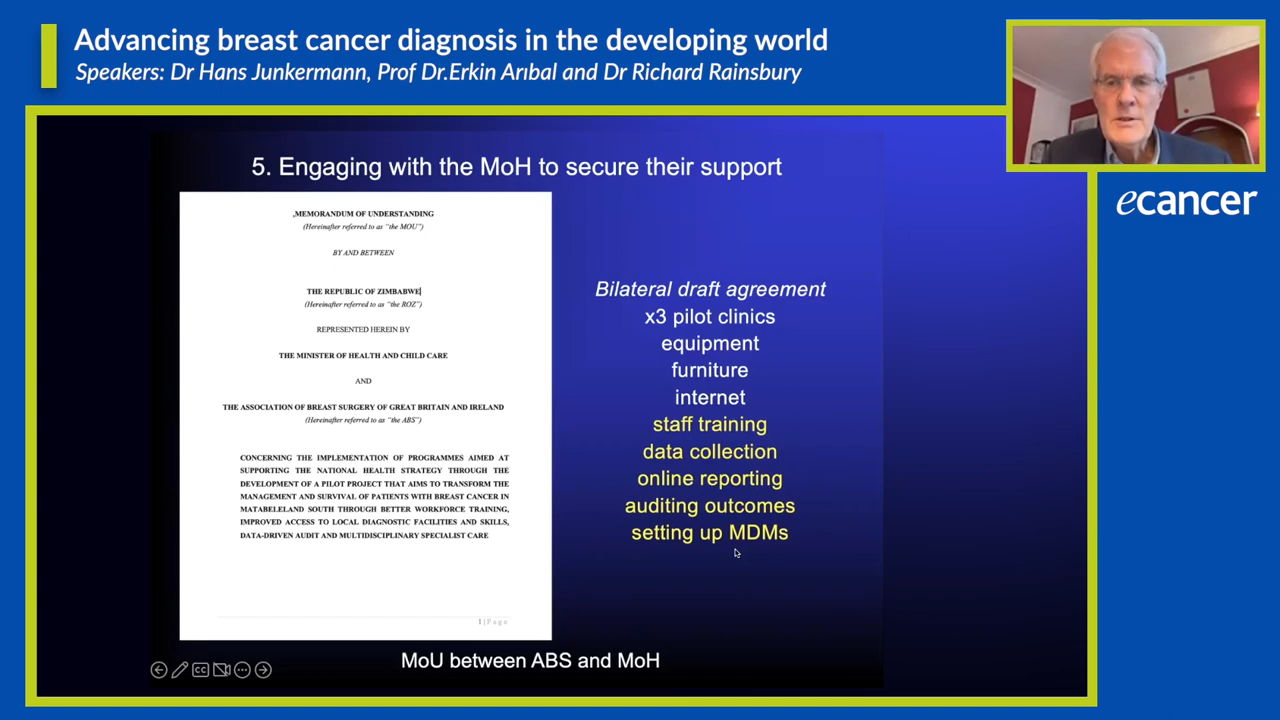 Advancing breast cancer diagnosis in the developing world
Speakers: Dr Hans Junkermann, Prof Dr.Erkin Arıbal and Dr Richard Rainsbury
ecancer
5. Engaging with the MoH to secure their support
,MEMORANDUM OF UNDERSTANDING
(Hereinafter referred to as "the MOU")
BY AND BETWEEN
THE REPUBLIC OF ZIMBABWE
(Hereinafter referred to as "the ROZ")
REPRESENTED HEREIN BY
THE MINISTER OF HEALTH AND CHILD CARE
AND
THE ASSOCIATION OF BREAST SURGERY OF GREAT BRITAIN AND IRELAND
(Hereinafter referred to as "the ABS")
CONCERNING THE IMPLEMENTATION OF PROGRAMMES AIMED AT
SUPPORTING THE NATIONAL HEALTH STRATEGY THROUGH THE
DEVELOPMENT OF A PILOT PROJECT THAT AIMS TO TRANSFORM THE
MANAGEMENT AND SURVIVAL OF PATIENTS WITH BREAST CANCER IN
MATABELELAND SOUTH THROUGH BETTER WORKFORCE TRAINING,
IMPROVED ACCESS TO LOCAL DIAGNOSTIC FACILITIES AND SKILLS,
DATA-DRIVEN AUDIT AND MULTIDISCIPLINARY SPECIALIST CARE
1 | Page
Bilateral draft agreement
x3 pilot clinics
equipment
furniture
internet
staff training
data collection
online reporting
auditing outcomes
setting up MDMs
MoU between ABS and MoH
CC